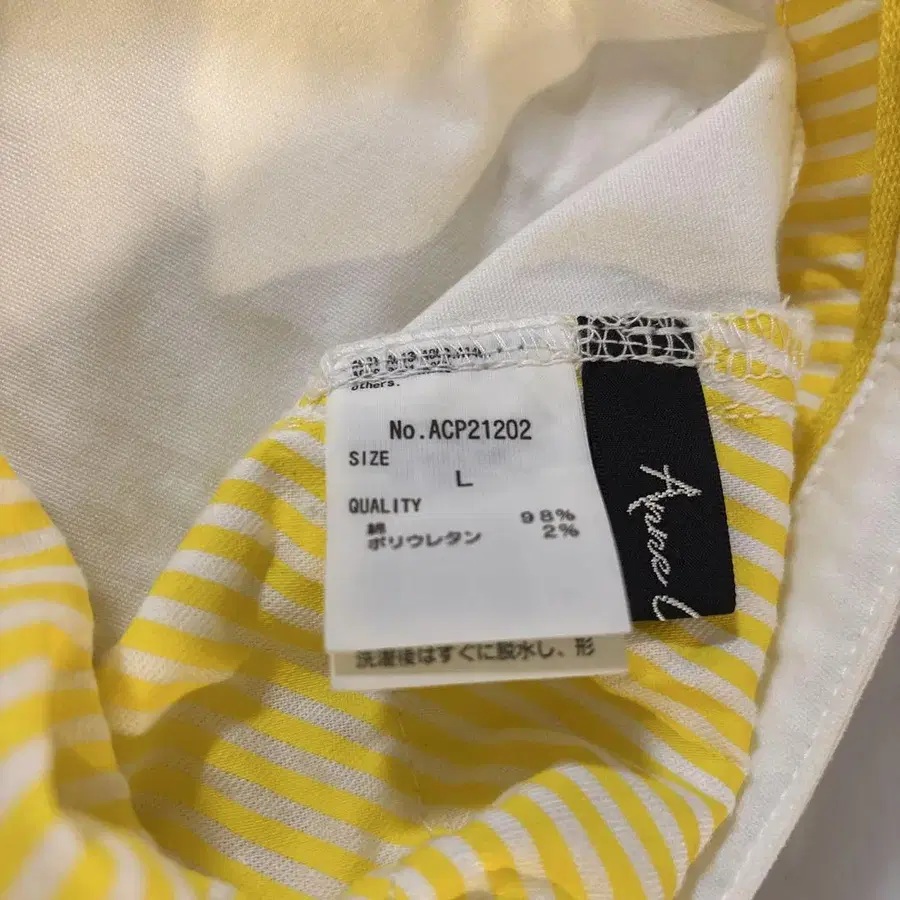 others.
No.ACP21202
SIZE
L
QUALITY
綿 98%
ポリウレタン 2%
洗濯後はすぐに脱水し、形